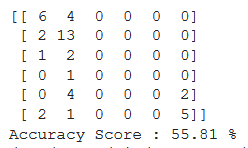 [[ 6  4  0  0  0  0]
[ 2 13  0  0  0  0]
[ 1  2  0  0  0  0]
[ 0  1  0  0  0  0]
[ 0  4  0  0  0  2]
[ 2  1  0  0  0  5]]
Accuracy Score : 55.81 %